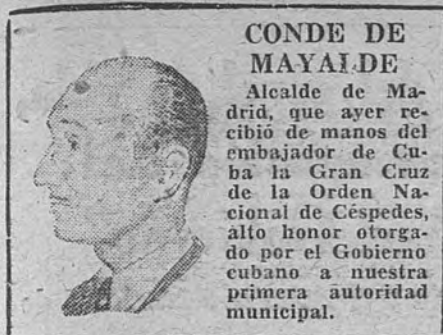 CONDE DE
MAYALDE
Alcalde de Ma-
drid, que ayer re-
cibió de manos del
embajador de Cu-
ba la Gran Cruz
de la Orden Na-
cional de Céspedes,
alto honor otorga-
do por el Gobierno
cubano a nuestra
primera autoridad
municipal.